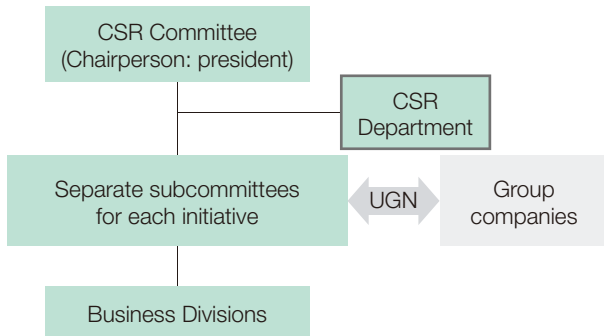 CSR Committee
(Chairperson: president)
CSR
Department
Separate subcommittees
for each initiative
UGN
Group
companies
Business Divisions